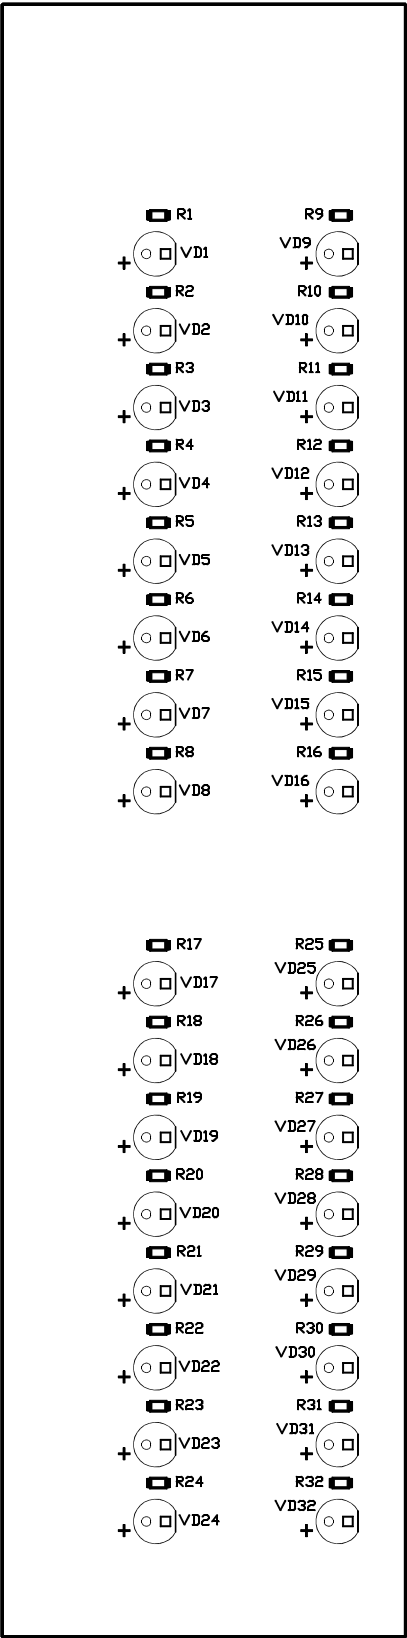 R1 R9
+ VD1 VD9 +
R2 R10
+ VD2 VD10 +
R3 R11
+ VD3 VD11 +
R4 R12
+ VD4 VD12 +
R5 R13
+ VD5 VD13 +
R6 R14
+ VD6 VD14 +
R7 R15
+ VD7 VD15 +
R8 R16
+ VD8 VD16 +
R17 R25
+ VD17 VD25 +
R18 R26
+ VD18 VD26 +
R19 R27
+ VD19 VD27 +
R20 R28
+ VD20 VD28 +
R21 R29
+ VD21 VD29 +
R22 R30
+ VD22 VD30 +
R23 R31
+ VD23 VD31 +
R24 R32
+ VD24 VD32 +